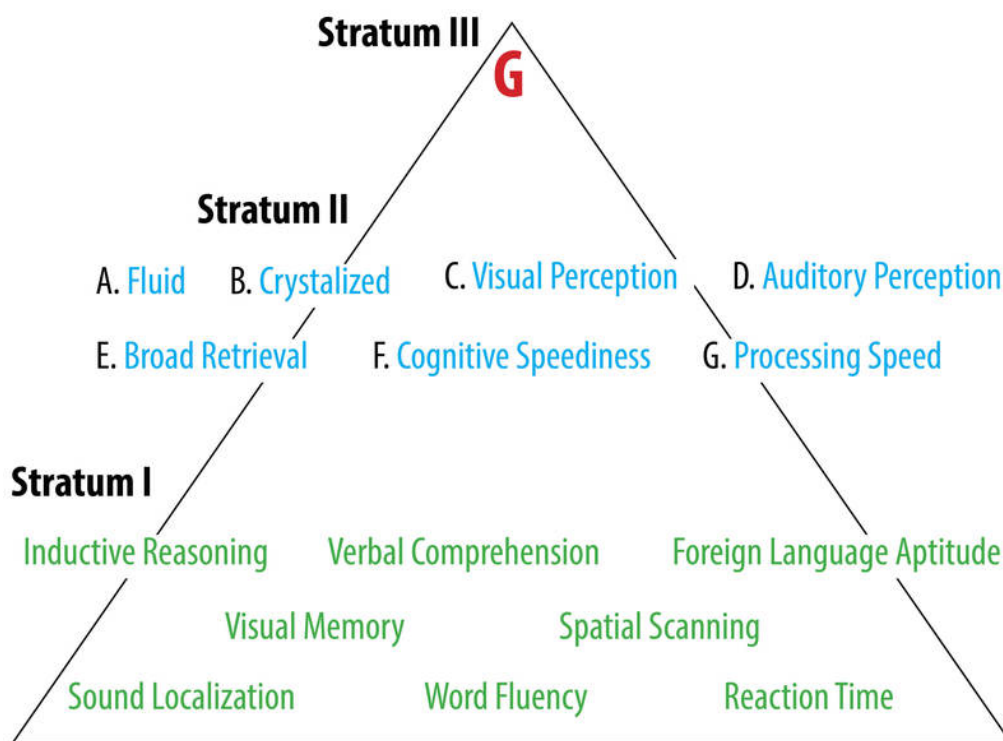 Stratum III
G
Stratum II
A. Fluid B. Crystalized C. Visual Perception D. Auditory Perception
E. Broad Retrieval F. Cognitive Speediness G. Processing Speed
Stratum I
Inductive Reasoning Verbal Comprehension Foreign Language Aptitude
Visual Memory Spatial Scanning
Sound Localization Word Fluency Reaction Time